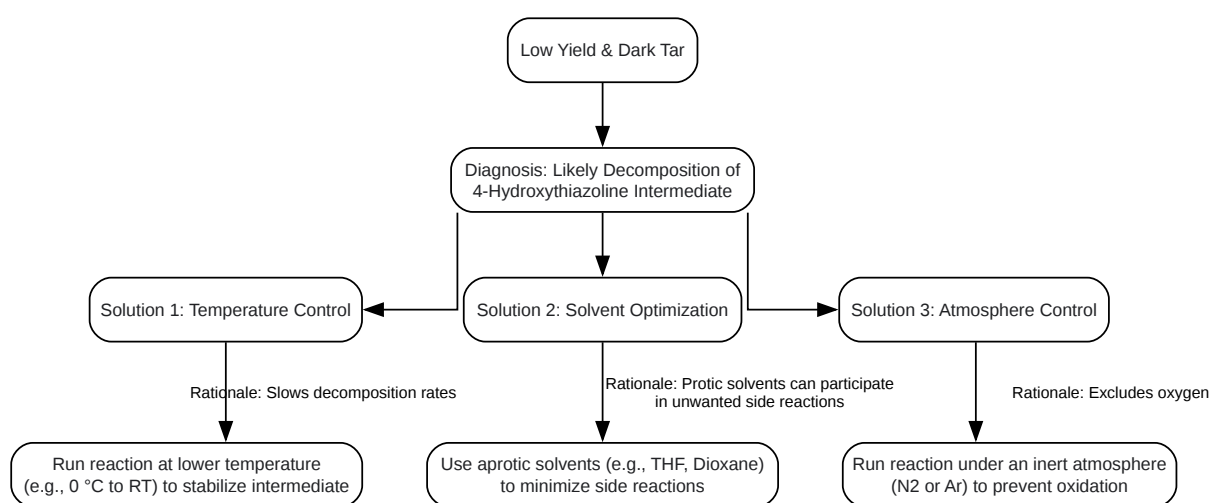 Low Yield & Dark Tar
Diagnosis: Likely Decomposition of
4-Hydroxythiazoline Intermediate
Solution 1: Temperature Control
Solution 2: Solvent Optimization
Solution 3: Atmosphere Control
Rationale: Slows decomposition rates
Rationale: Protic solvents can participate
in unwanted side reactions
Rationale: Excludes oxygen
Run reaction at lower temperature
(e.g., 0 °C to RT) to stabilize intermediate
Use aprotic solvents (e.g., THF, Dioxane)
to minimize side reactions
Run reaction under an inert atmosphere
(N2 or Ar) to prevent oxidation